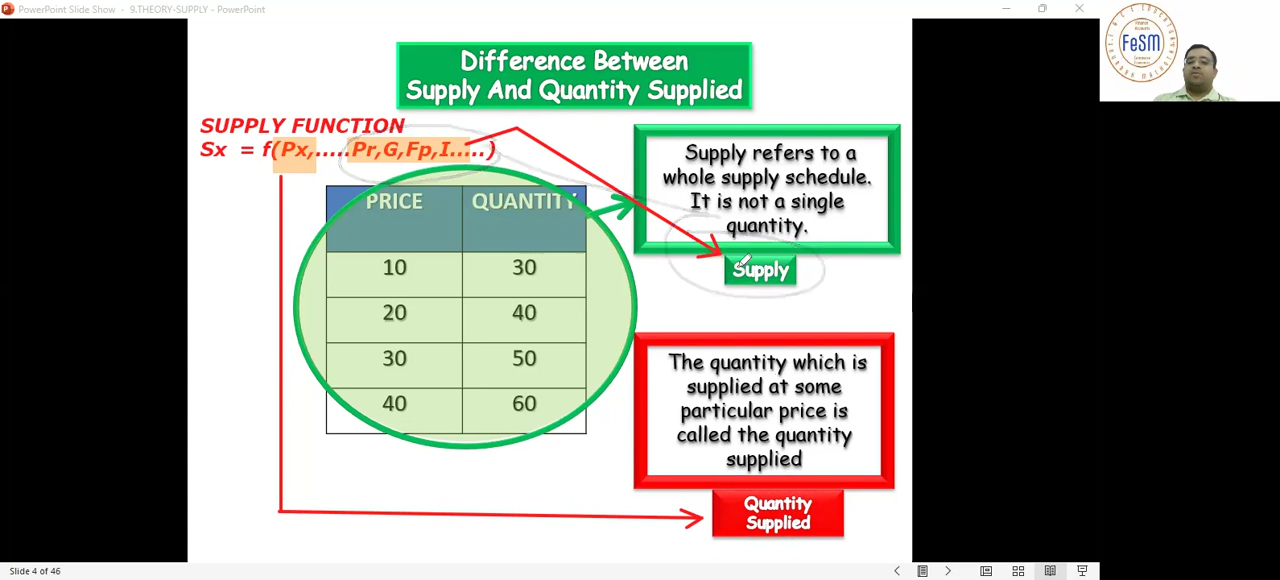 PowerPoint Slide Show - 9.THEORY-SUPPLY - PowerPoint
FeSM
Difference Between
Supply And Quantity Supplied
SUPPLY FUNCTION
Sx = f(Px,.....Pr,G,Fp,I.....)
PRICE QUANTITY
10 30
20 40
30 50
40 60
Supply refers to a
whole supply schedule.
It is not a single
quantity.
Supply
The quantity which is
supplied at some
particular price is
called the quantity
supplied
Quantity
Supplied
Slide 4 of 46